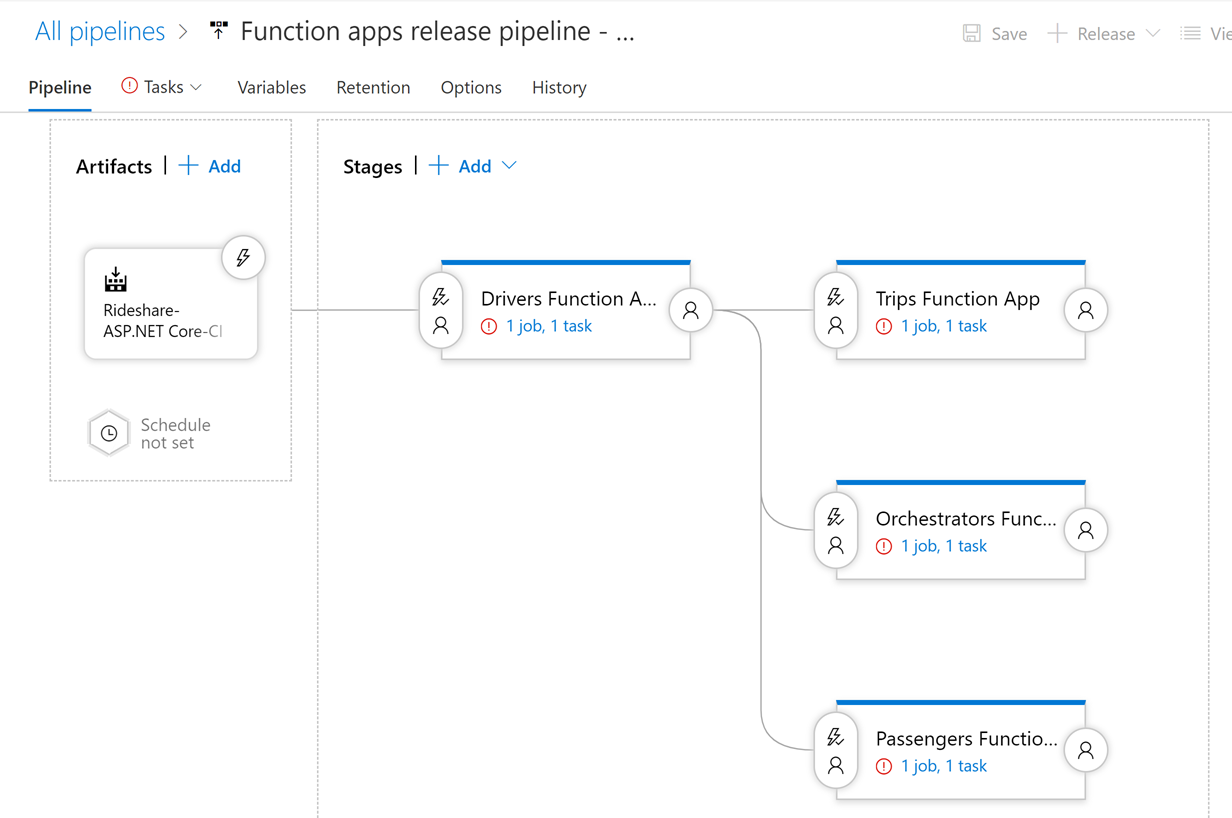 All pipelines > Function apps release pipeline - ...
Save
Release
Pipeline
Tasks
Variables
Retention
Options
History
Artifacts | + Add
Stages | + Add
Rideshare-
ASP.NET Core-CI
Schedule
not set
Drivers Function A...
1 job, 1 task
Trips Function App
1 job, 1 task
Orchestrators Func...
1 job, 1 task
Passengers Functio...
1 job, 1 task